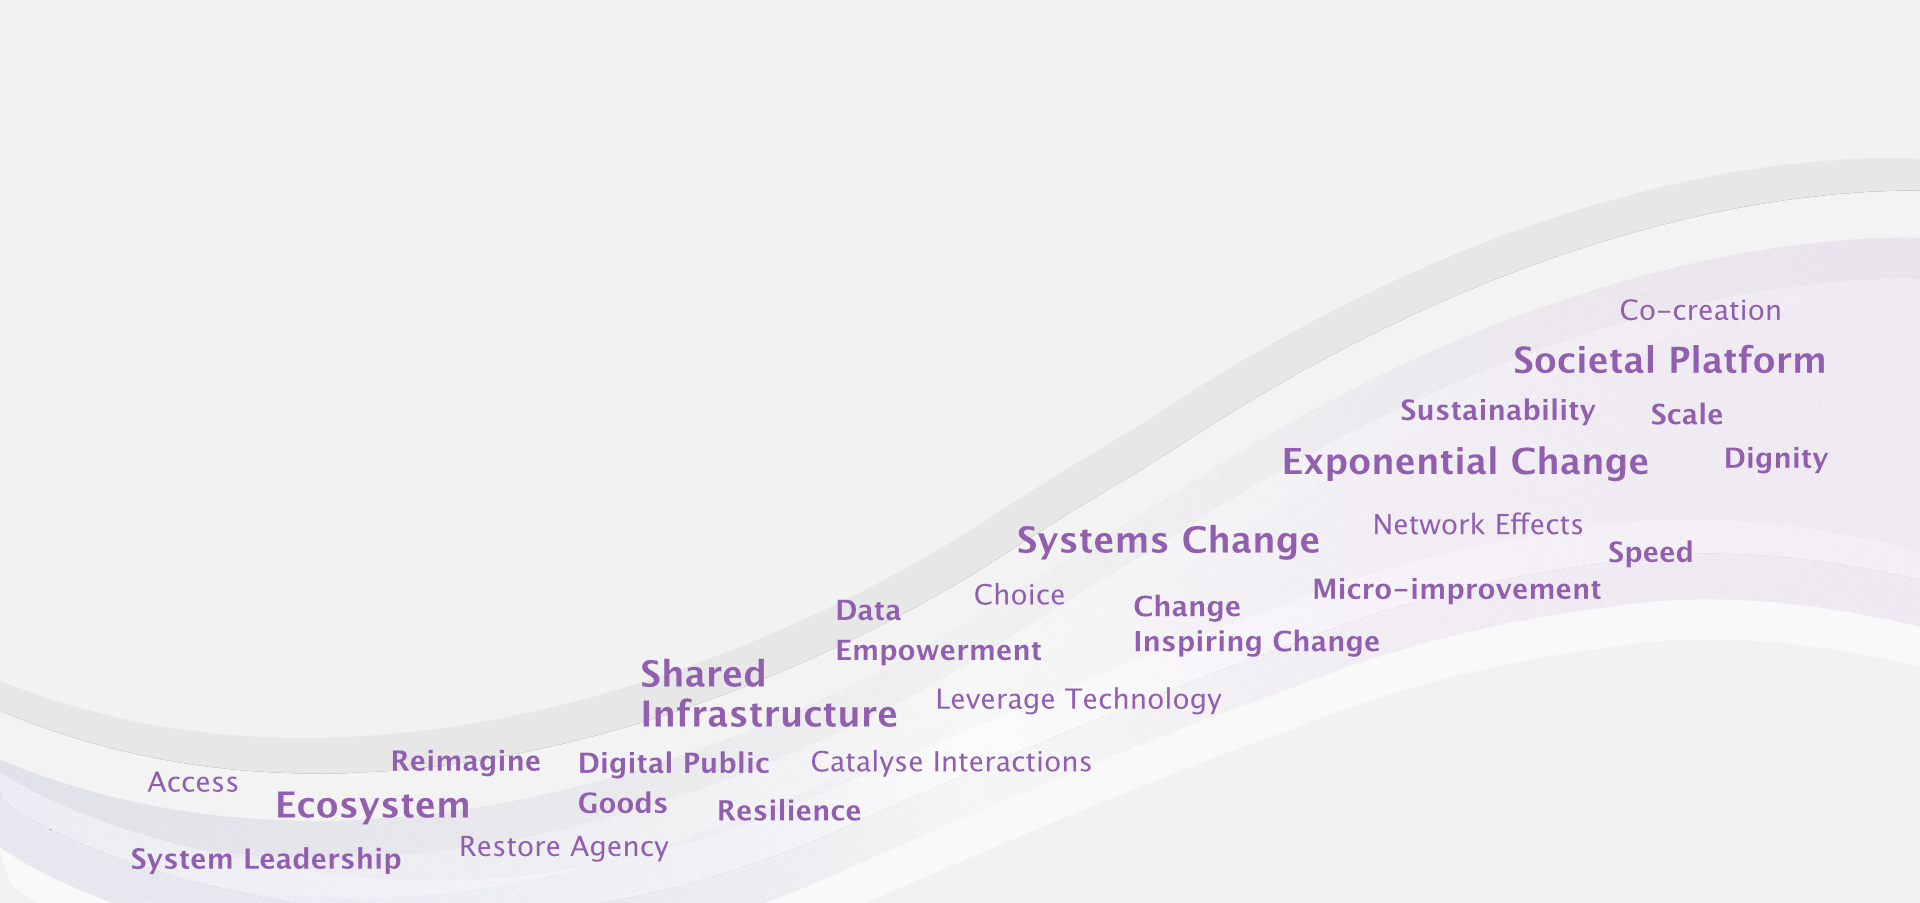 Co-creation
Societal Platform
Sustainability
Scale
Exponential Change
Dignity
Systems Change
Network Effects
Speed
Choice
Micro-improvement
Data
Empowerment
Change
Inspiring Change
Shared
Infrastructure
Leverage Technology
Reimagine
Digital Public
Goods
Catalyse Interactions
Access
Ecosystem
Resilience
System Leadership
Restore Agency